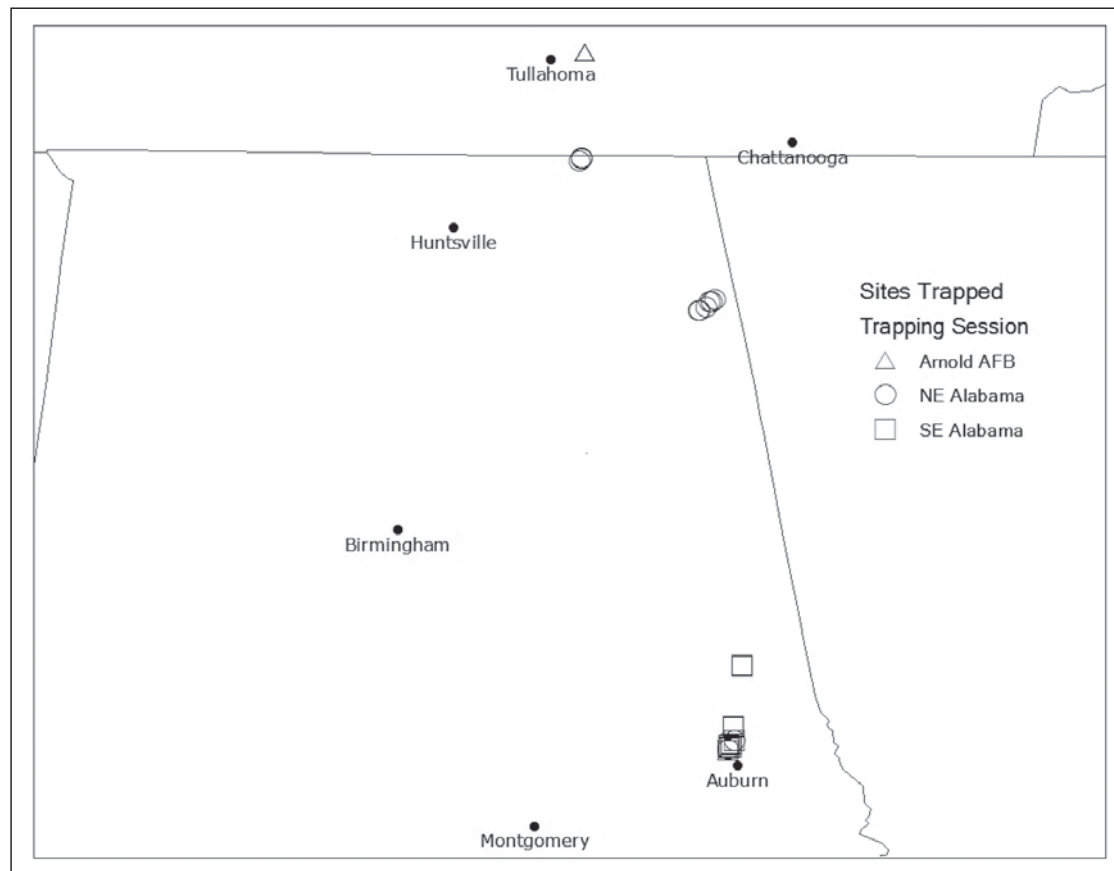 Tullahoma
Chattanooga
Huntsville
Sites Trapped
Trapping Session
Arnold AFB
NE Alabama
SE Alabama
Birmingham
Auburn
Montgomery